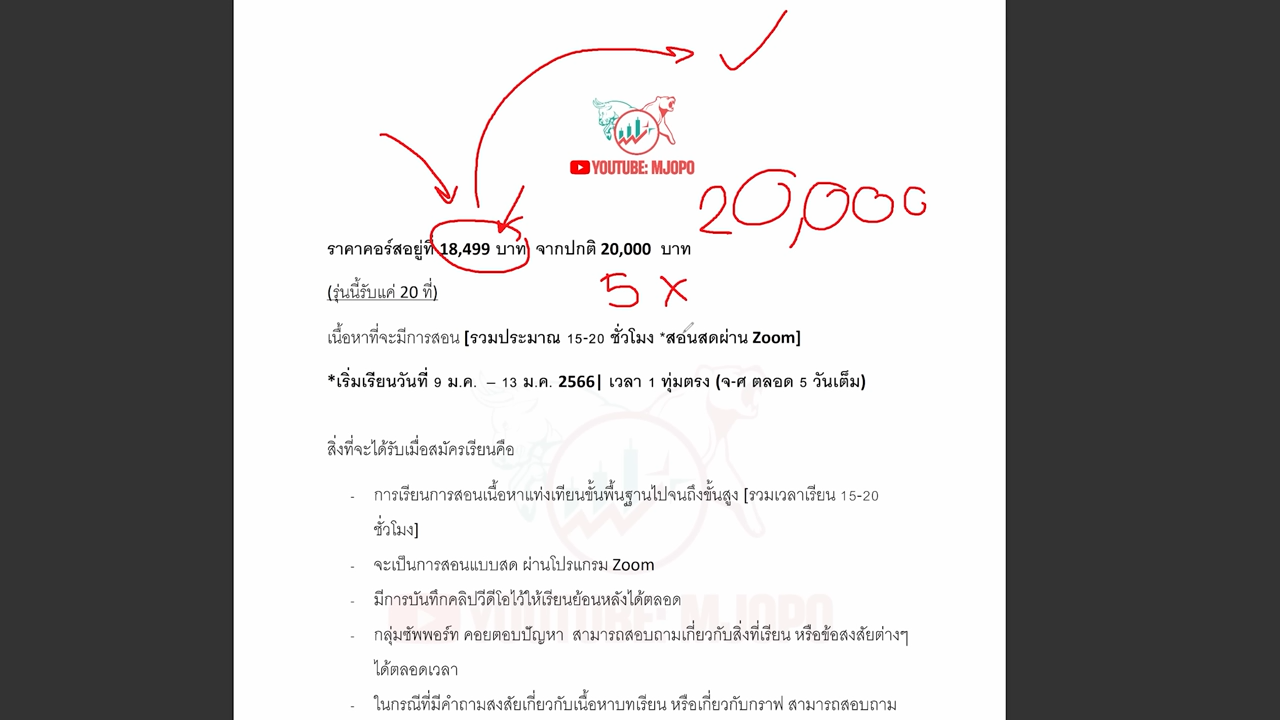 YOUTUBE: MJOPO
20,000
ราคาคอร์สอยู่ที่ 18,499 บาท จากปกติ 20,000 บาท
5 x
(รุ่นนี้รับแค่ 20 ที่)
เนื้อหาที่จะมีการสอน [รวมประมาณ 15-20 ชั่วโมง *สอนสดผ่าน Zoom]
*เริ่มเรียนวันที่ 9 ม.ค. – 13 ม.ค. 2566| เวลา 1 ทุ่มตรง (จ-ศ ตลอด 5 วันเต็ม)
สิ่งที่จะได้รับเมื่อสมัครเรียนคือ
- การเรียนการสอนเนื้อหาแท่งเทียนขั้นพื้นฐานไปจนถึงขั้นสูง [รวมเวลาเรียน 15-20
ชั่วโมง]
- จะเป็นการสอนแบบสด ผ่านโปรแกรม Zoom
- มีการบันทึกคลิปวีดีโอไว้ให้เรียนย้อนหลังได้ตลอด
YOUTUBE: MJOPO
- กลุ่มซัพพอร์ท คอยตอบปัญหา สามารถสอบถามเกี่ยวกับสิ่งที่เรียน หรือข้อสงสัยต่างๆ
ได้ตลอดเวลา
- ในกรณีที่มีคำถามสงสัยเกี่ยวกับเนื้อหาบทเรียน หรือเกี่ยวกับกราฟ สามารถสอบถาม